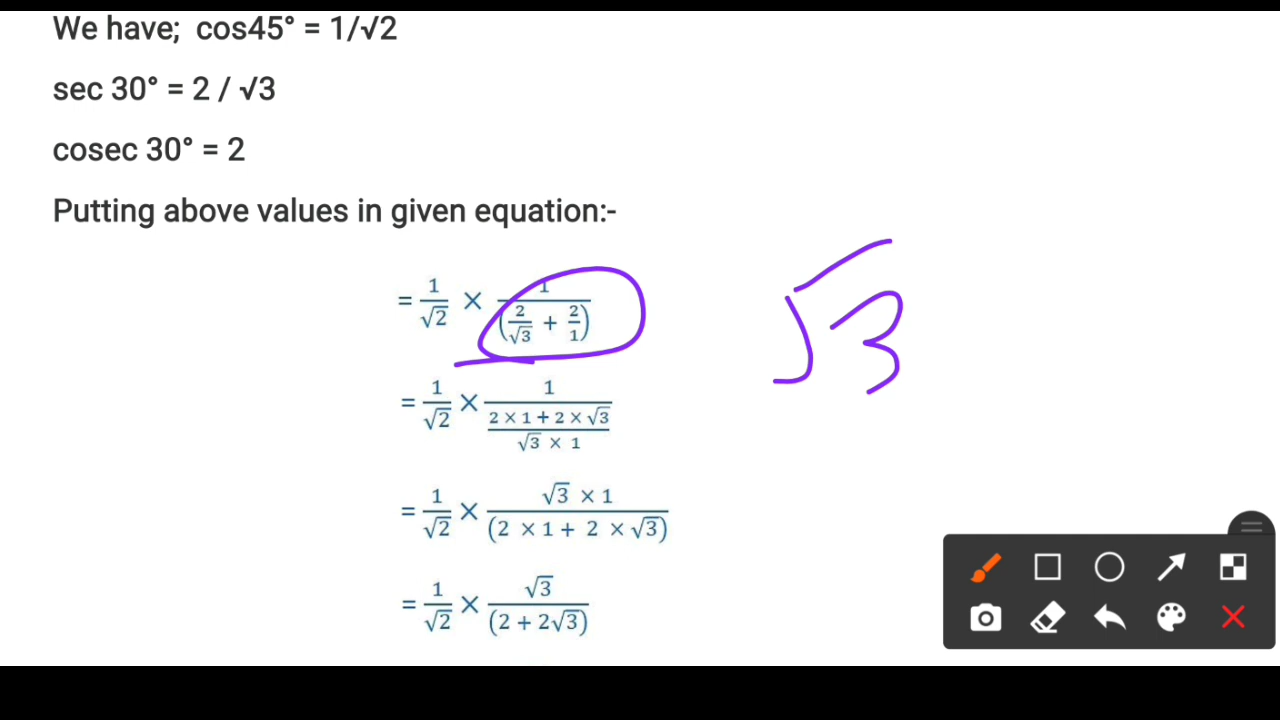 We have; cos45° = 1/√2
sec 30° = 2 / √3
cosec 30° = 2
Putting above values in given equation:-
= 1/√2 × 1/(2/√3 + 2/1)
√3
= 1/√2 × 1/((2 × 1 + 2 × √3)/(√3 × 1))
= 1/√2 × (√3 × 1)/(2 × 1 + 2 × √3)
= 1/√2 × √3/(2 + 2√3)